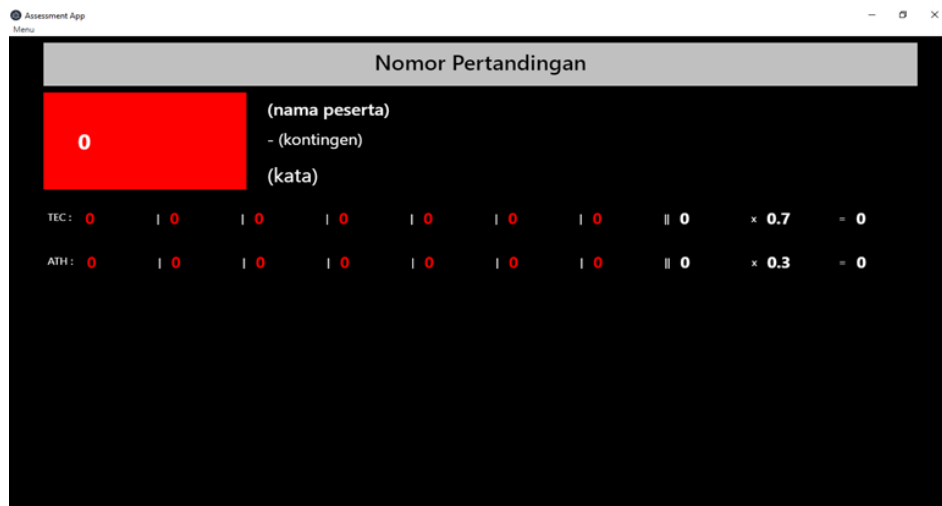 Assessment App
Menu
Nomor Pertandingan
0
(nama peserta)
- (kontingen)
(kata)
TEC : 0 | 0 | 0 | 0 | 0 | 0 | 0 || 0 x 0.7 = 0
ATH : 0 | 0 | 0 | 0 | 0 | 0 | 0 || 0 x 0.3 = 0